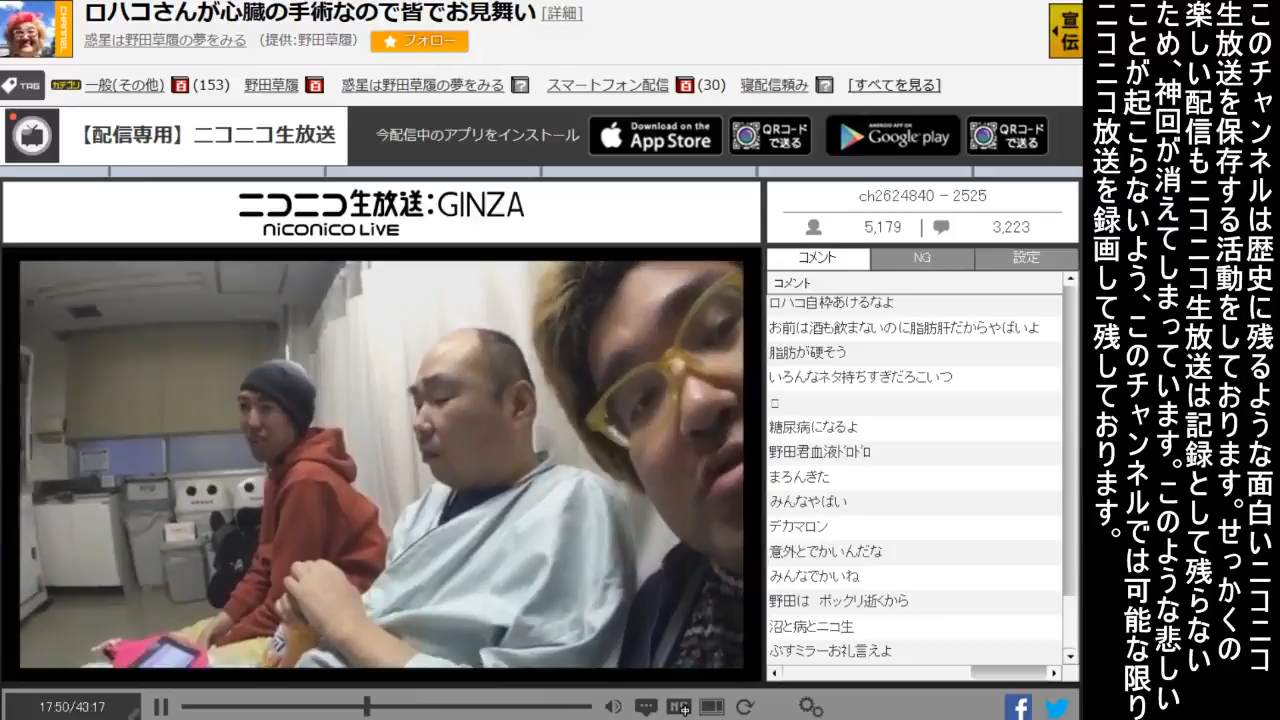 ロハコさんが心臓の手術なので皆でお見舞い [詳細]
惑星は野田草履の夢をみる (提供:野田草履)
フォロー
CHANNEL
宣伝
TAG カテゴリ 一般(その他) (153) 野田草履 惑星は野田草履の夢をみる スマートフォン配信 (30) 寝配信頼み [すべてを見る]
【配信専用】ニコニコ生放送
今配信中のアプリをインストール
Download on the App Store
QRコードで送る
ANDROID APP ON Google play
QRコードで送る
ニコニコ生放送:GINZA
niconico LIVE
ch2624840 - 2525
5,179 | 3,223
コメント NG 設定
コメント
ロハコ自枠あけるなよ
お前は酒も飲まないのに脂肪肝だからやばいよ
脂肪が硬そう
いろんなネタ持ちすぎだろこいつ
糖尿病になるよ
野田君血液ﾄﾞﾛﾄﾞﾛ
まろんぎた
みんなやばい
デカマロン
意外とでかいんだな
みんなでかいね
野田は ポックリ逝くから
沼と病とニコ生
ぶすミラーお礼言えよ
17:50/43:17
このチャンネルは歴史に残るような面白いニコニコ
生放送を保存する活動をしております。せっかくの
楽しい配信もニコニコ生放送は記録として残らない
ため、神回が消えてしまっています。このような悲しい
ことが起こらないよう、このチャンネルでは可能な限り
ニコニコ放送を録画して残しております。